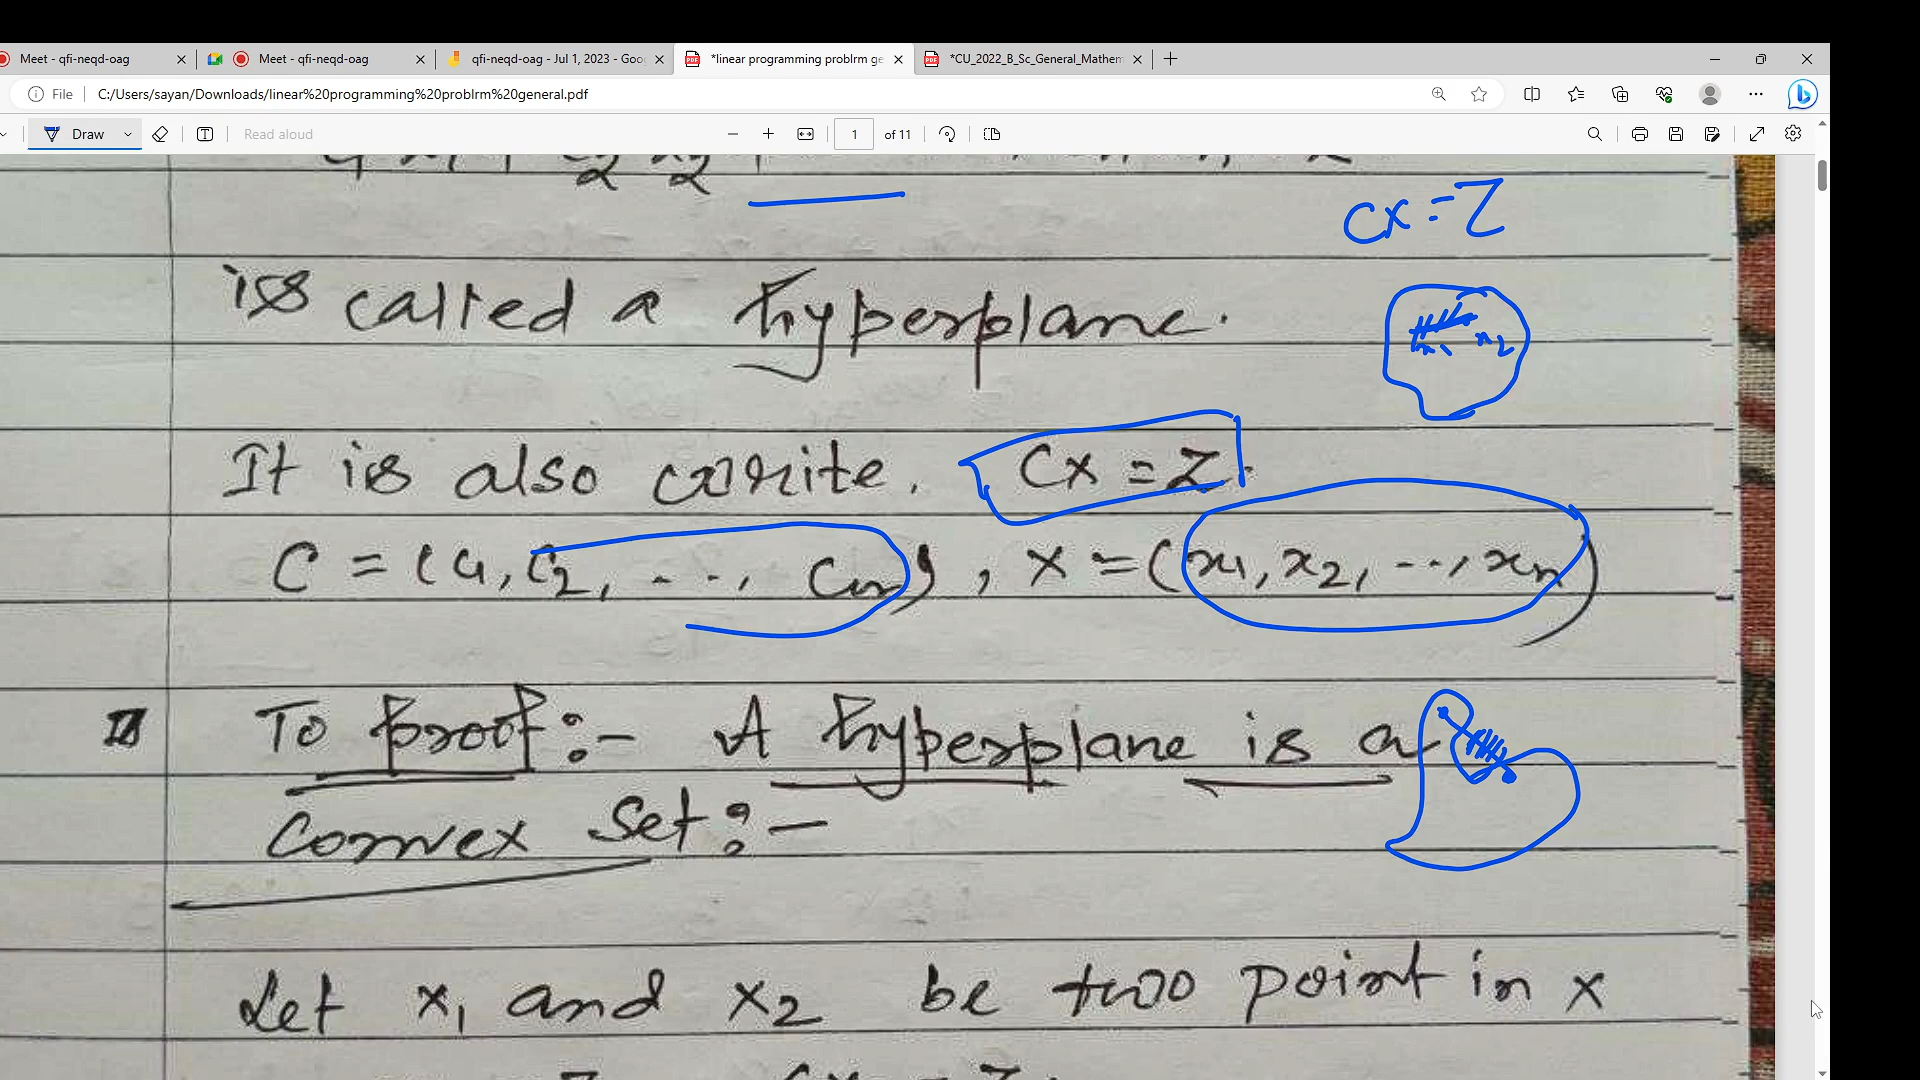 Meet - qfi-neqd-oag
Meet - qfi-neqd-oag
qfi-neqd-oag - Jul 1, 2023 - Goo
*linear programming problrm ge
*CU_2022_B_Sc_General_Mathem
File C:/Users/sayan/Downloads/linear%20programming%20problrm%20general.pdf
Draw Read aloud 1 of 11
cx = Z
is called a hyperplane.
x1 x2
It is also write. Cx = Z.
C = (c1, c2, ..., cn), x = (x1, x2, ..., xn)
To proof :- A hyperplane is a
Convex Set :-
Let x1 and x2 be two point in x